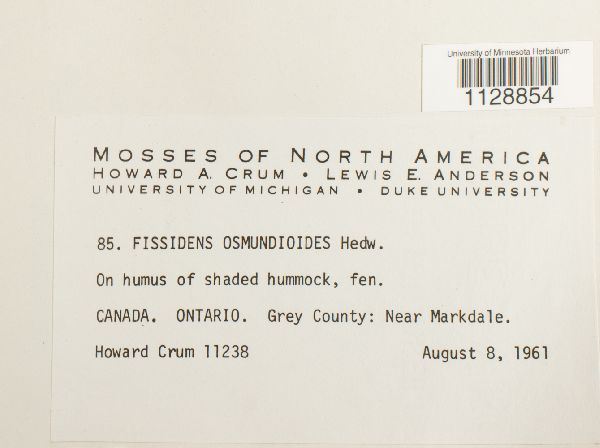 University of Minnesota Herbarium
1128854
MOSSES OF NORTH AMERICA
HOWARD A. CRUM • LEWIS E. ANDERSON
UNIVERSITY OF MICHIGAN • DUKE UNIVERSITY
85. FISSIDENS OSMUNDIOIDES Hedw.
On humus of shaded hummock, fen.
CANADA. ONTARIO. Grey County: Near Markdale.
Howard Crum 11238 August 8, 1961